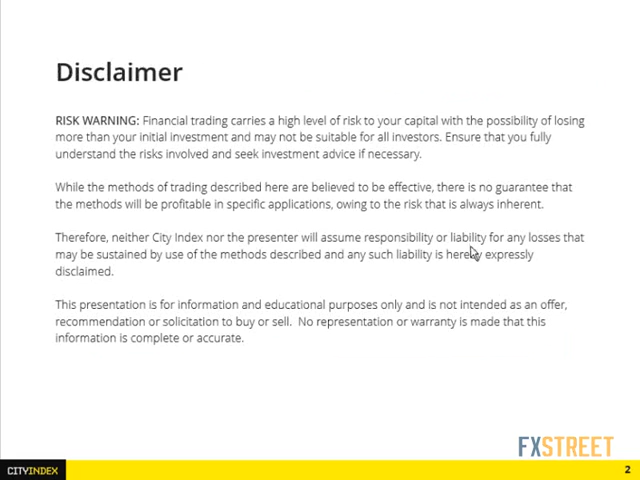 Disclaimer
RISK WARNING: Financial trading carries a high level of risk to your capital with the possibility of losing
more than your initial investment and may not be suitable for all investors. Ensure that you fully
understand the risks involved and seek investment advice if necessary.
While the methods of trading described here are believed to be effective, there is no guarantee that
the methods will be profitable in specific applications, owing to the risk that is always inherent.
Therefore, neither City Index nor the presenter will assume responsibility or liability for any losses that
may be sustained by use of the methods described and any such liability is hereby expressly
disclaimed.
This presentation is for information and educational purposes only and is not intended as an offer,
recommendation or solicitation to buy or sell.  No representation or warranty is made that this
information is complete or accurate.
FXSTREET
CITYINDEX
2